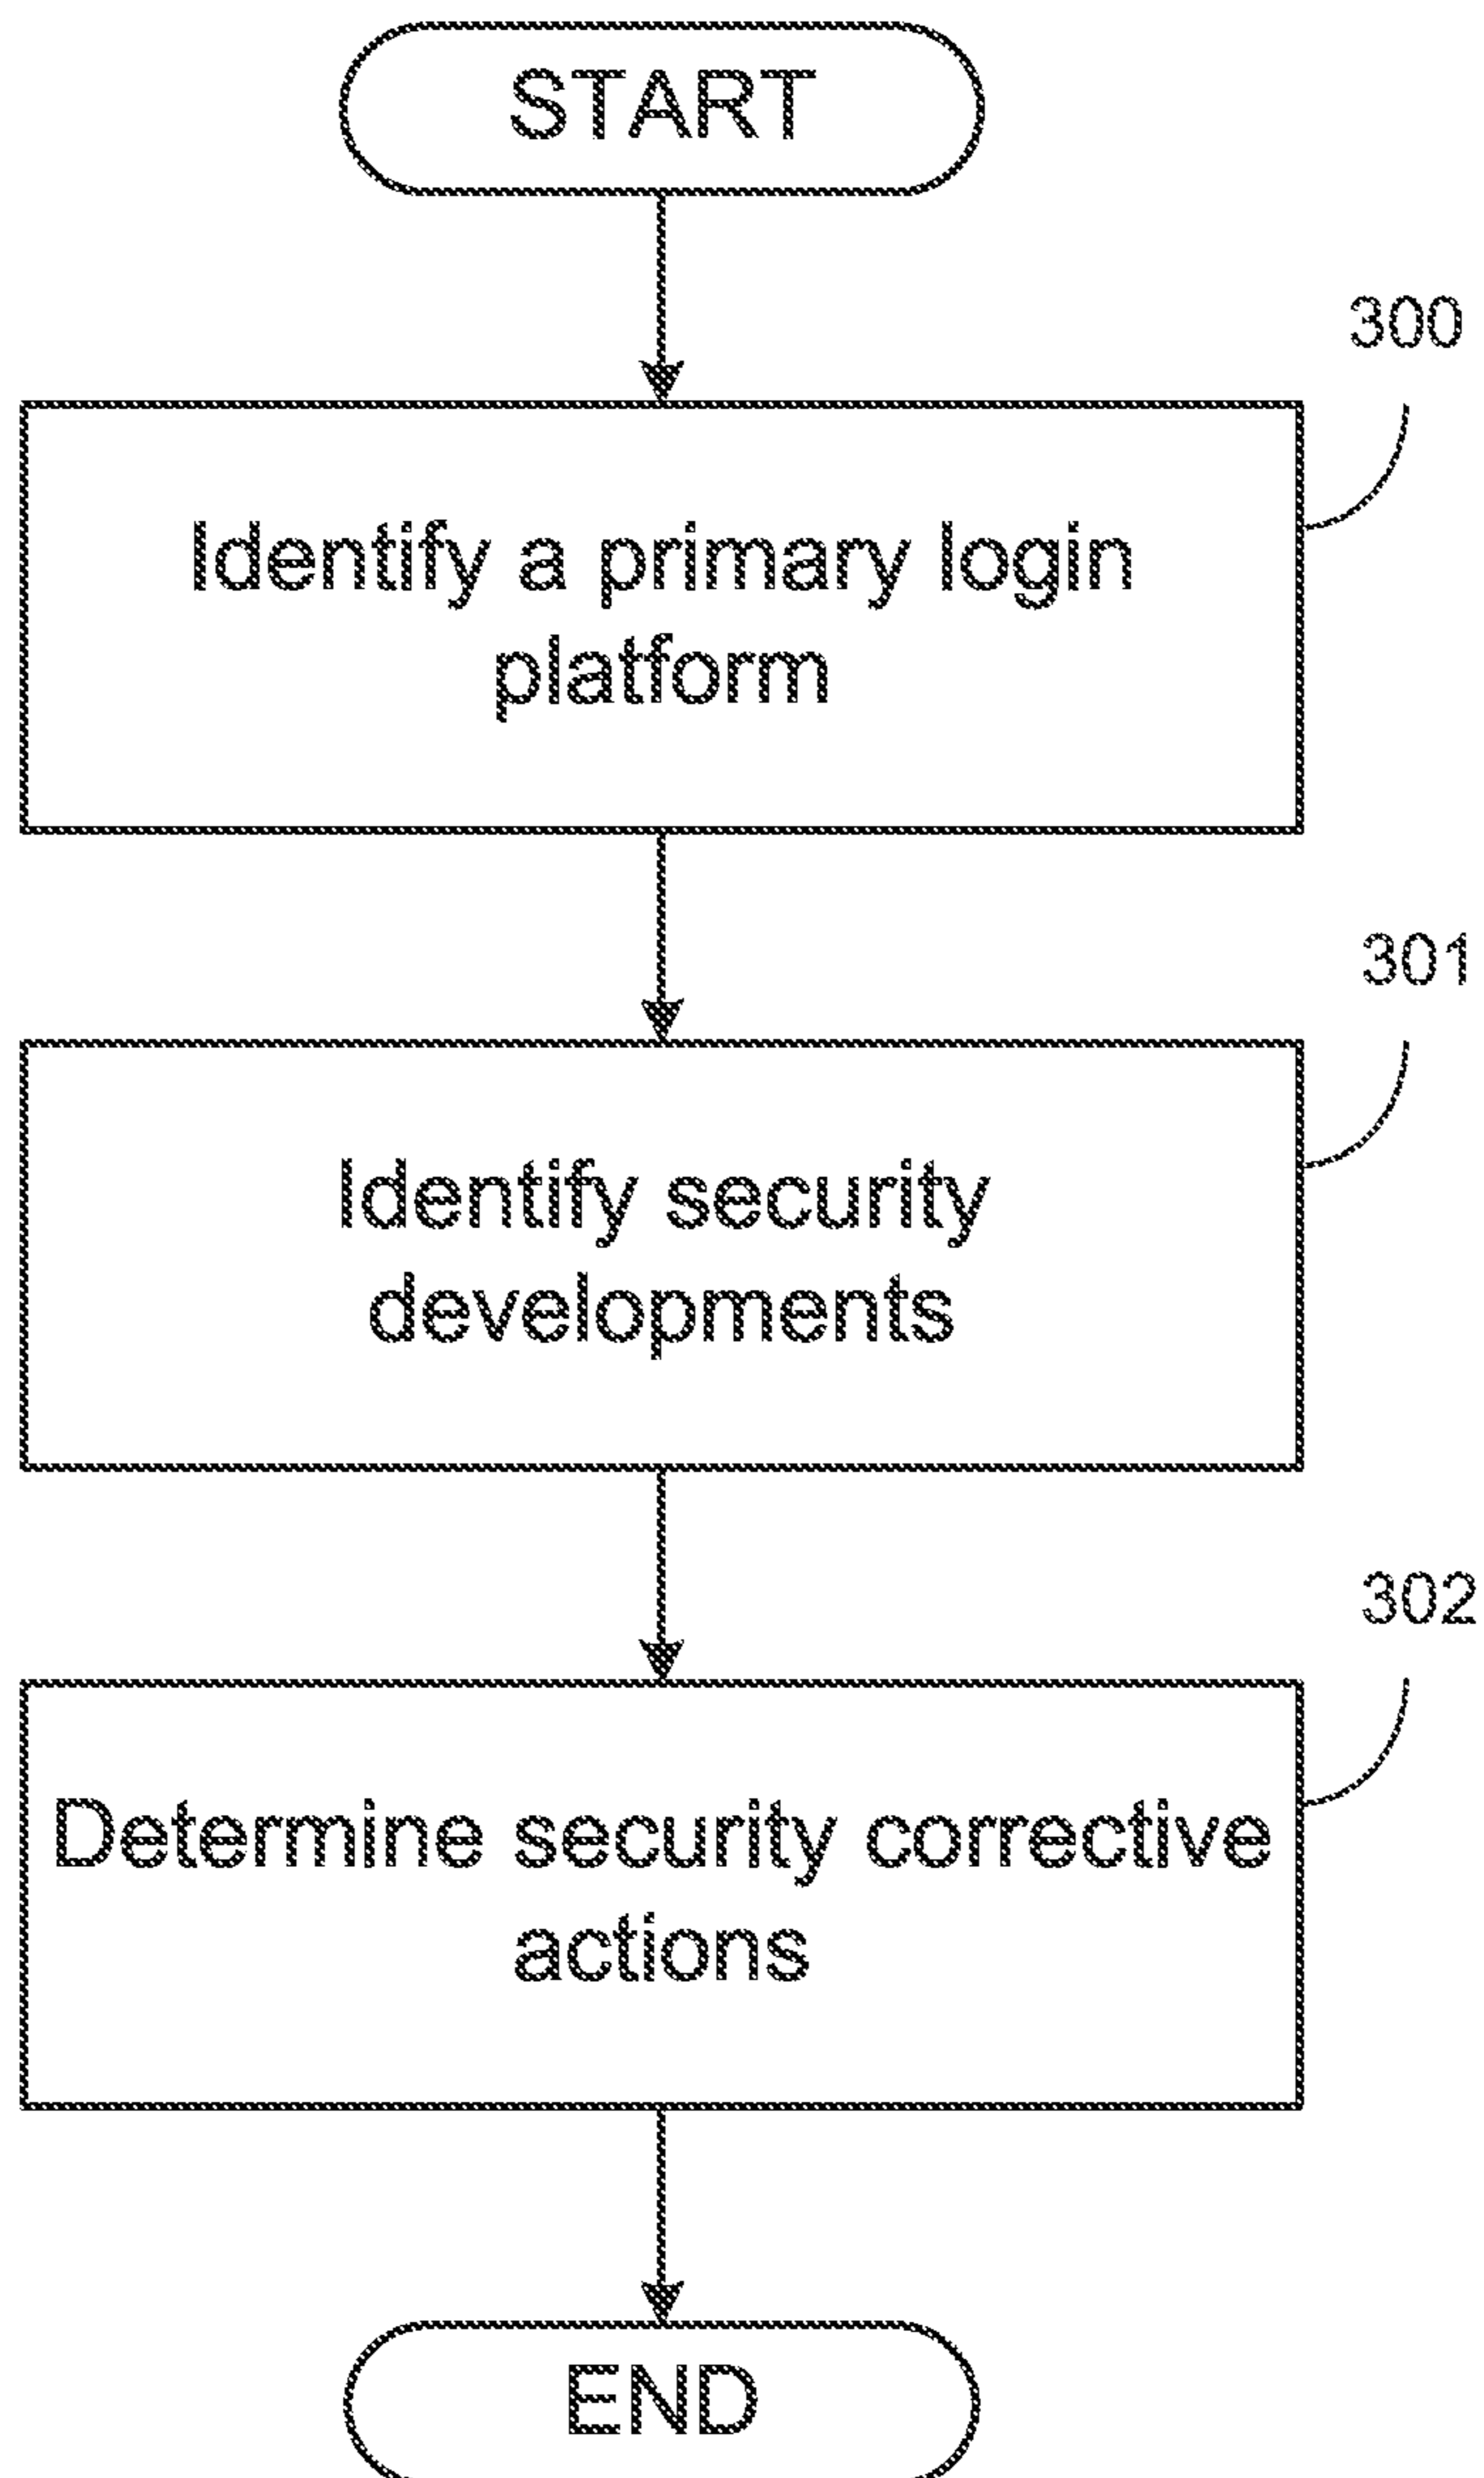 START
300
Identify a primary login
platform
301
Identify security
developments
302
Determine security corrective
actions
END